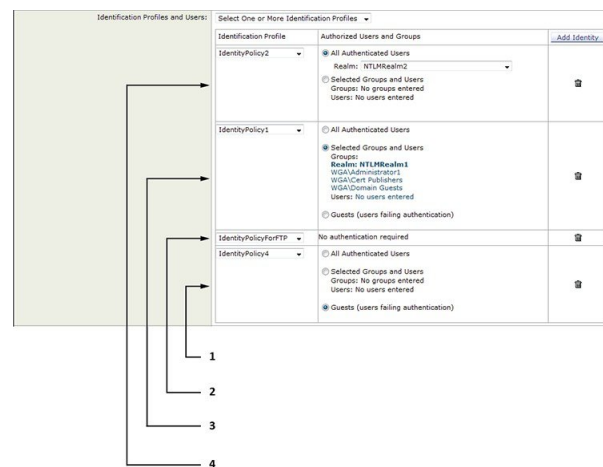 Identification Profiles and Users:
Select One or More Identification Profiles
Identification Profile
Authorized Users and Groups
Add Identity
IdentityPolicy2
All Authenticated Users
Realm: NTLMRealm2
Selected Groups and Users
Groups: No groups entered
Users: No users entered
IdentityPolicy1
All Authenticated Users
Selected Groups and Users
Groups:
Realm: NTLMRealm1
WGA\Administrator1
WGA\Cert Publishers
WGA\Domain Guests
Users: No users entered
Guests (users failing authentication)
IdentityPolicyForFTP
No authentication required
IdentityPolicy4
All Authenticated Users
Selected Groups and Users
Groups: No groups entered
Users: No users entered
Guests (users failing authentication)
1
2
3
4